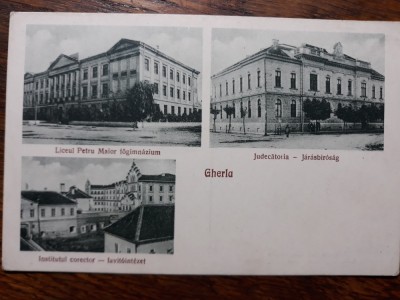 Liceul Petru Maior főgimnázium
Judecătoria – Járásbíróság
Gherla
Institutul corector – Javítóintézet